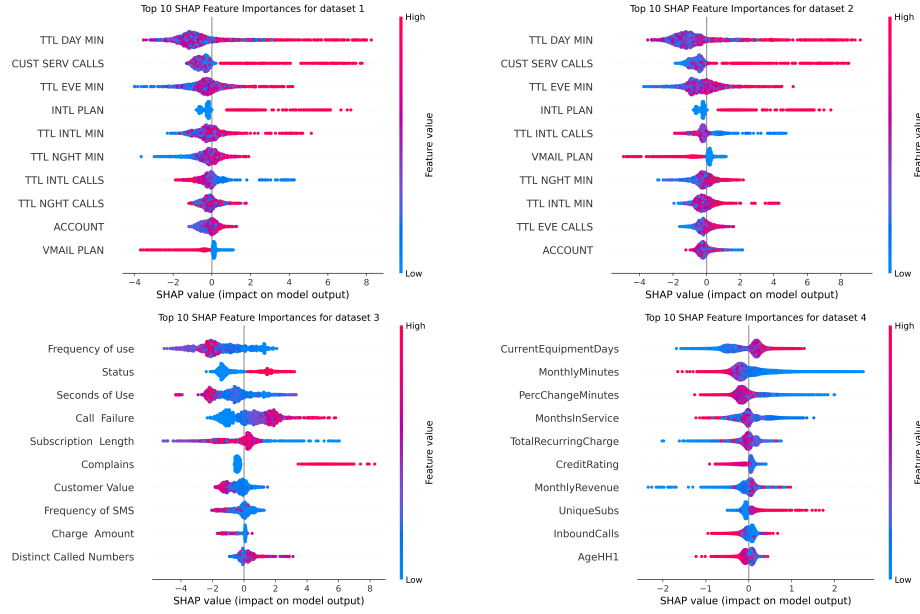 Top 10 SHAP Feature Importances for dataset 1
High
TTL DAY MIN
CUST SERV CALLS
TTL EVE MIN
INTL PLAN
TTL INTL MIN
TTL NGHT MIN
TTL INTL CALLS
TTL NGHT CALLS
ACCOUNT
VMAIL PLAN
Feature value
Low
−4 −2 0 2 4 6 8
SHAP value (impact on model output)
Top 10 SHAP Feature Importances for dataset 2
High
TTL DAY MIN
CUST SERV CALLS
TTL EVE MIN
INTL PLAN
TTL INTL CALLS
VMAIL PLAN
TTL NGHT MIN
TTL INTL MIN
TTL EVE CALLS
ACCOUNT
Feature value
Low
−4 −2 0 2 4 6 8
SHAP value (impact on model output)
Top 10 SHAP Feature Importances for dataset 3
High
Frequency of use
Status
Seconds of Use
Call  Failure
Subscription  Length
Complains
Customer Value
Frequency of SMS
Charge  Amount
Distinct Called Numbers
Feature value
Low
−4 −2 0 2 4 6 8
SHAP value (impact on model output)
Top 10 SHAP Feature Importances for dataset 4
High
CurrentEquipmentDays
MonthlyMinutes
PercChangeMinutes
MonthsInService
TotalRecurringCharge
CreditRating
MonthlyRevenue
UniqueSubs
InboundCalls
AgeHH1
Feature value
Low
−2 −1 0 1 2
SHAP value (impact on model output)